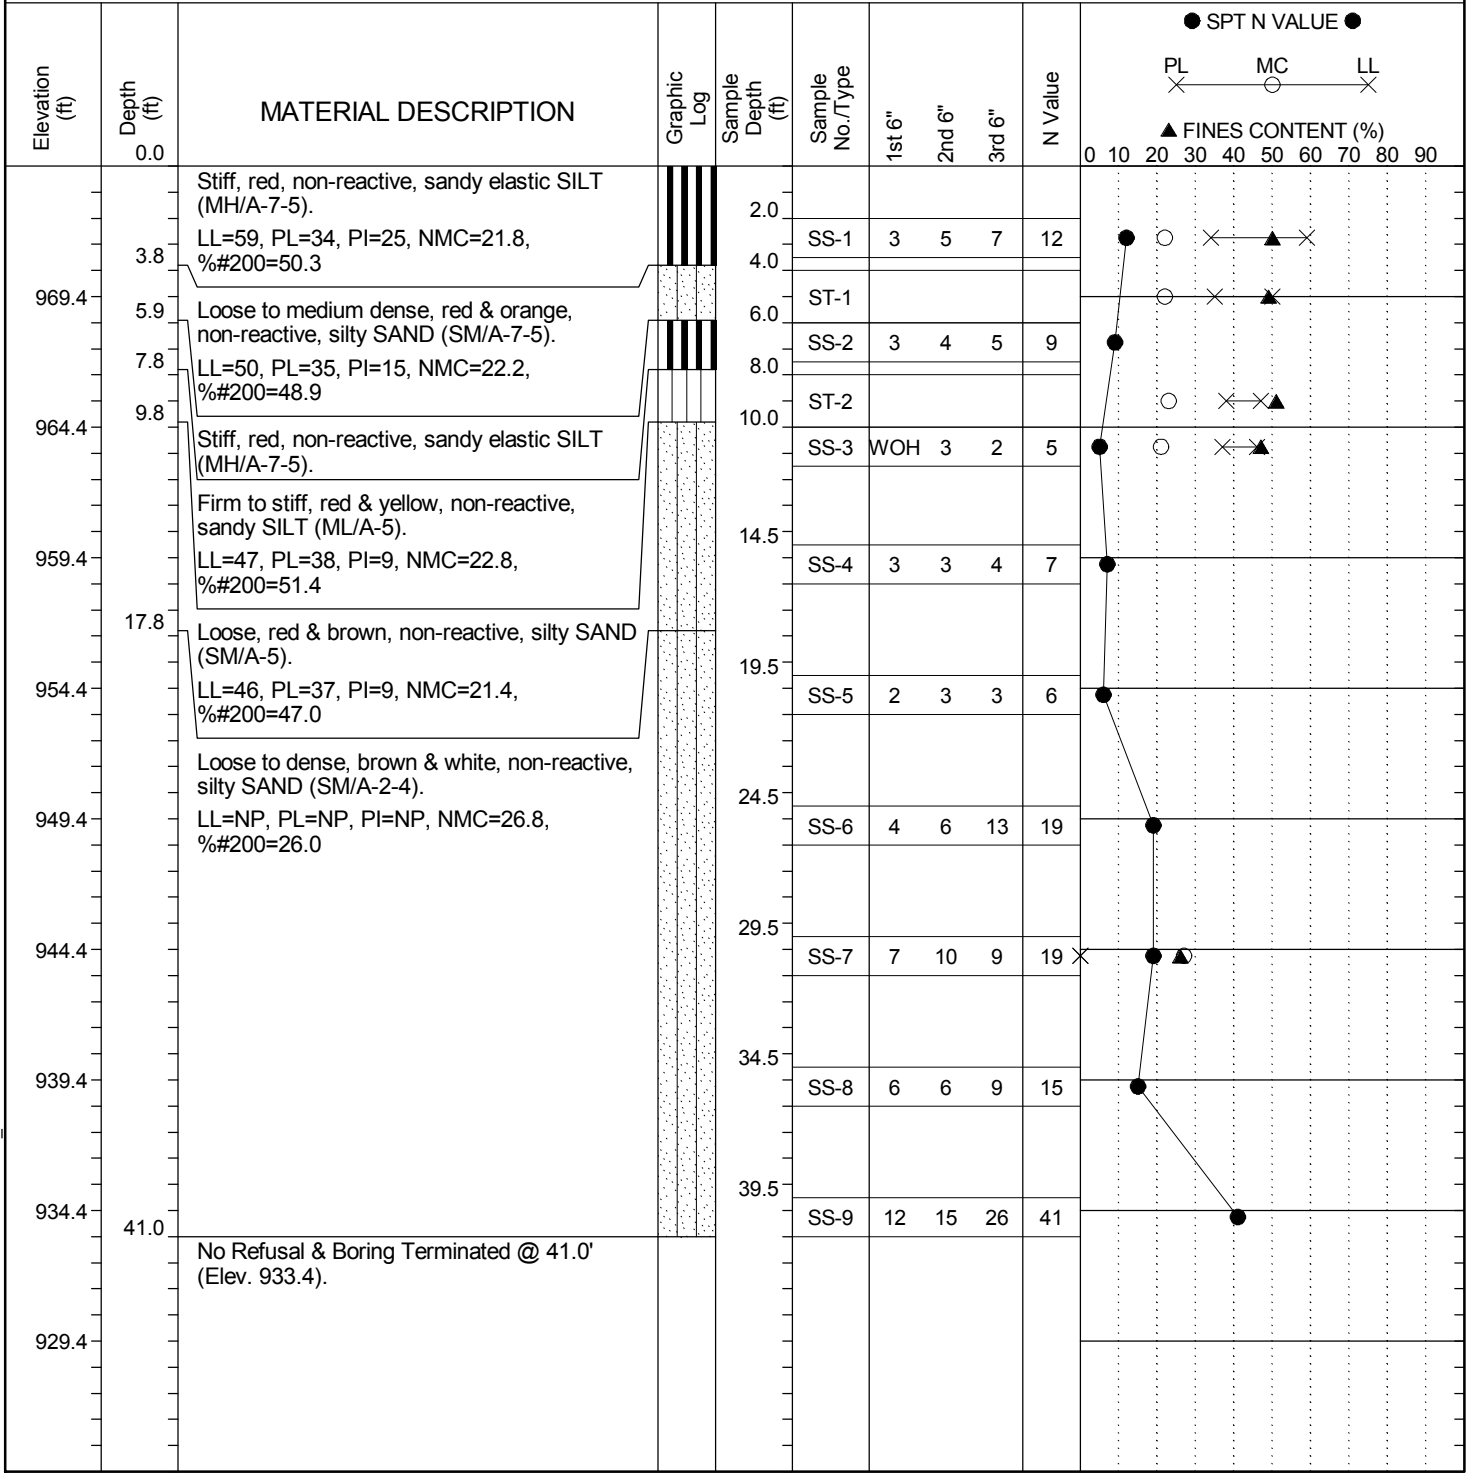 ● SPT N VALUE ●
PL MC LL
▲ FINES CONTENT (%)
0 10 20 30 40 50 60 70 80 90
Elevation (ft)
Depth (ft)
0.0
MATERIAL DESCRIPTION
Graphic Log
Sample Depth (ft)
Sample No./Type
1st 6"
2nd 6"
3rd 6"
N Value
Stiff, red, non-reactive, sandy elastic SILT
(MH/A-7-5).
LL=59, PL=34, PI=25, NMC=21.8,
%#200=50.3
3.8
2.0
SS-1 3 5 7 12
4.0
969.4
5.9
Loose to medium dense, red & orange,
non-reactive, silty SAND (SM/A-7-5).
LL=50, PL=35, PI=15, NMC=22.2,
%#200=48.9
ST-1
6.0
SS-2 3 4 5 9
7.8
8.0
ST-2
9.8
10.0
964.4
Stiff, red, non-reactive, sandy elastic SILT
(MH/A-7-5).
SS-3 WOH 3 2 5
Firm to stiff, red & yellow, non-reactive,
sandy SILT (ML/A-5).
LL=47, PL=38, PI=9, NMC=22.8,
%#200=51.4
14.5
959.4
SS-4 3 3 4 7
17.8
Loose, red & brown, non-reactive, silty SAND
(SM/A-5).
LL=46, PL=37, PI=9, NMC=21.4,
%#200=47.0
19.5
954.4
SS-5 2 3 3 6
Loose to dense, brown & white, non-reactive,
silty SAND (SM/A-2-4).
LL=NP, PL=NP, PI=NP, NMC=26.8,
%#200=26.0
24.5
949.4
SS-6 4 6 13 19
29.5
944.4
SS-7 7 10 9 19
34.5
939.4
SS-8 6 6 9 15
39.5
934.4
SS-9 12 15 26 41
41.0
No Refusal & Boring Terminated @ 41.0'
(Elev. 933.4).
929.4